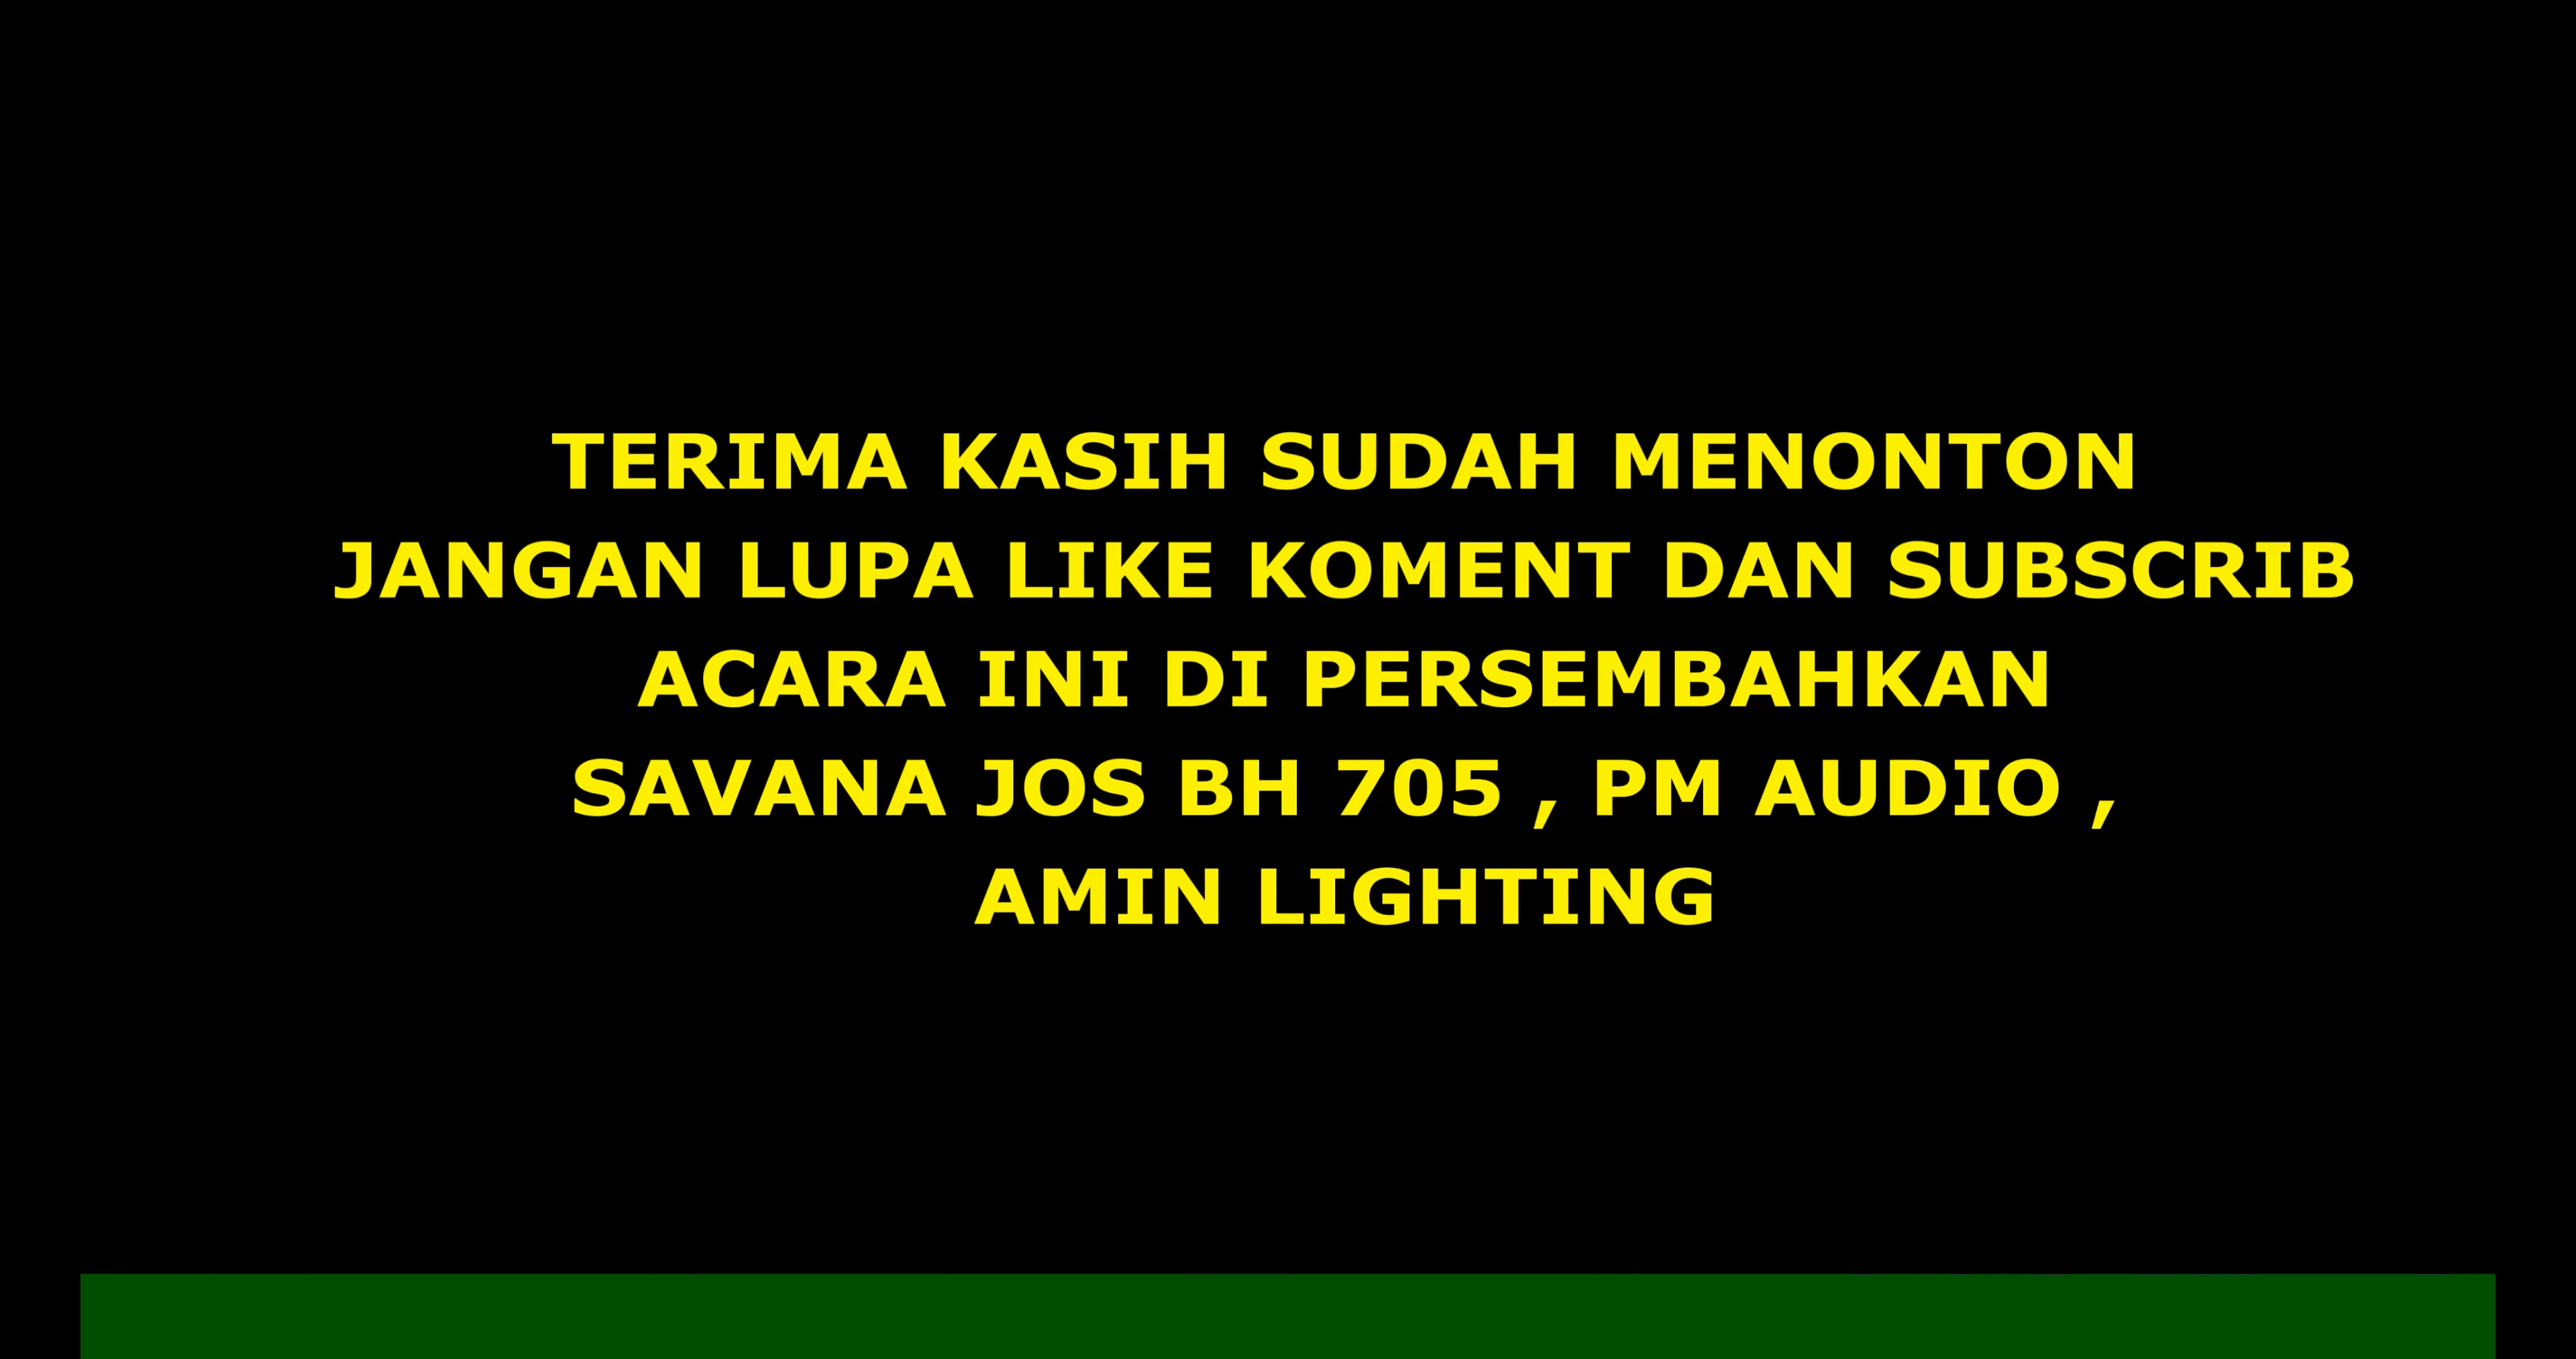 TERIMA KASIH SUDAH MENONTON
JANGAN LUPA LIKE KOMENT DAN SUBSCRIB
ACARA INI DI PERSEMBAHKAN
SAVANA JOS BH 705 , PM AUDIO ,
AMIN LIGHTING